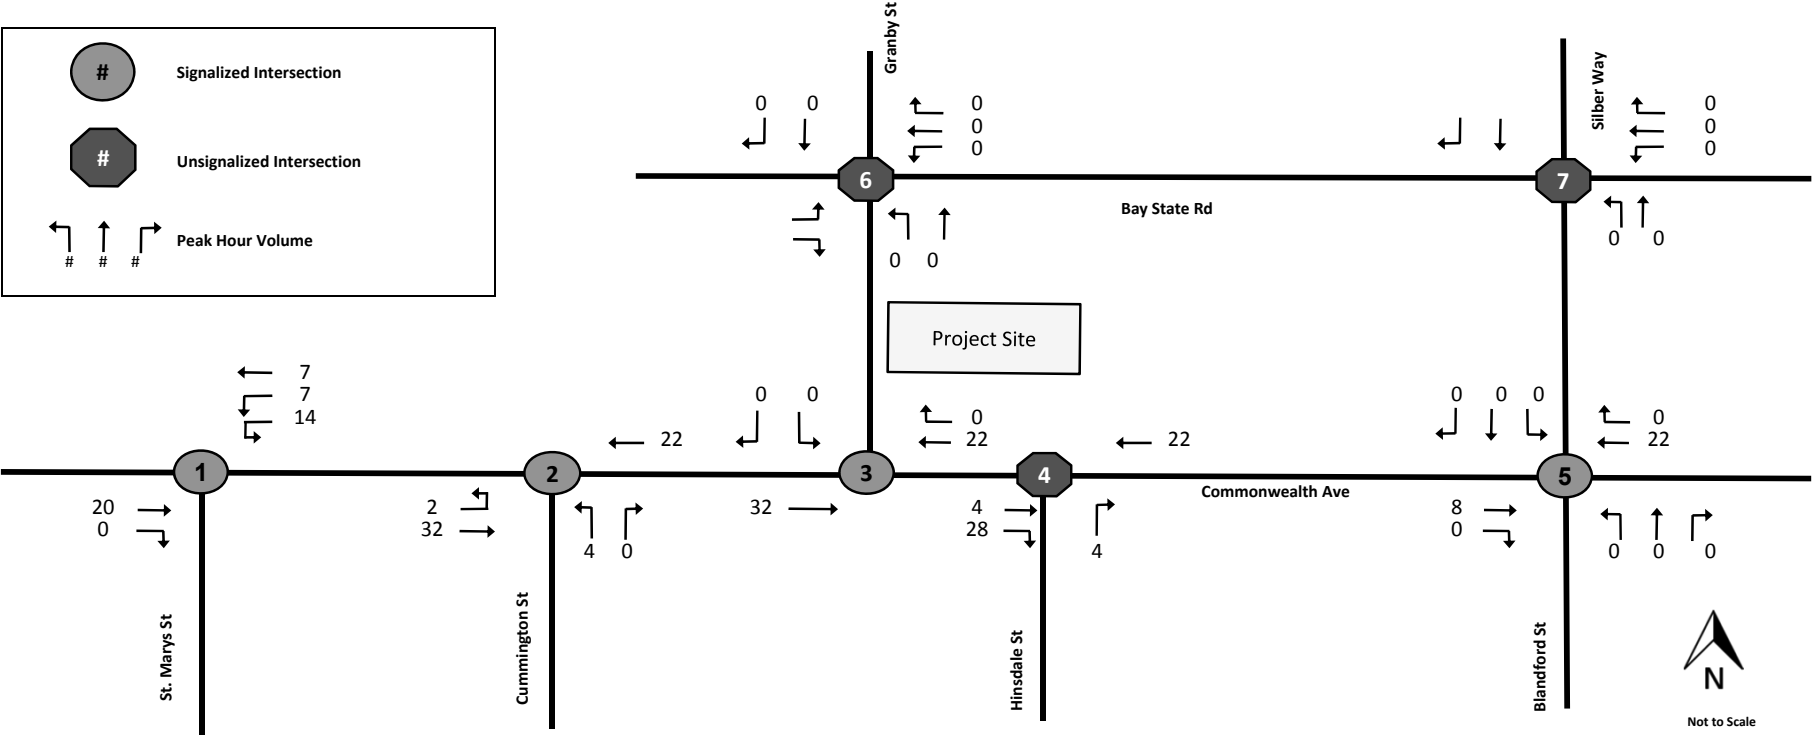 # Signalized Intersection
# Unsignalized Intersection
Peak Hour Volume
# # #
Granby St
Silber Way
0 0
0
0
0
6
0 0
Bay State Rd
0
0
0
7
0 0
Project Site
7
7
14
1
20
0
St. Marys St
22
2
2
32
4 0
Cummington St
0 0
0
22
3
32
22
4
4
28
4
Hinsdale St
Commonwealth Ave
0 0 0
0
22
5
8
0
0 0 0
Blandford St
N
Not to Scale